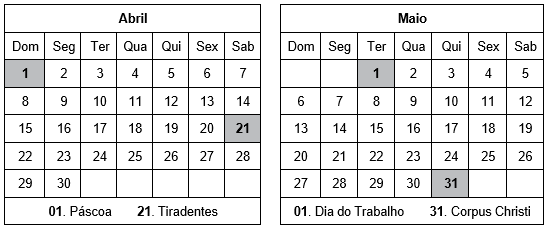 Abril
Dom Seg Ter Qua Qui Sex Sab
1 2 3 4 5 6 7
8 9 10 11 12 13 14
15 16 17 18 19 20 21
22 23 24 25 26 27 28
29 30
01. Páscoa 21. Tiradentes
Maio
Dom Seg Ter Qua Qui Sex Sab
1 2 3 4 5
6 7 8 9 10 11 12
13 14 15 16 17 18 19
20 21 22 23 24 25 26
27 28 29 30 31
01. Dia do Trabalho 31. Corpus Christi